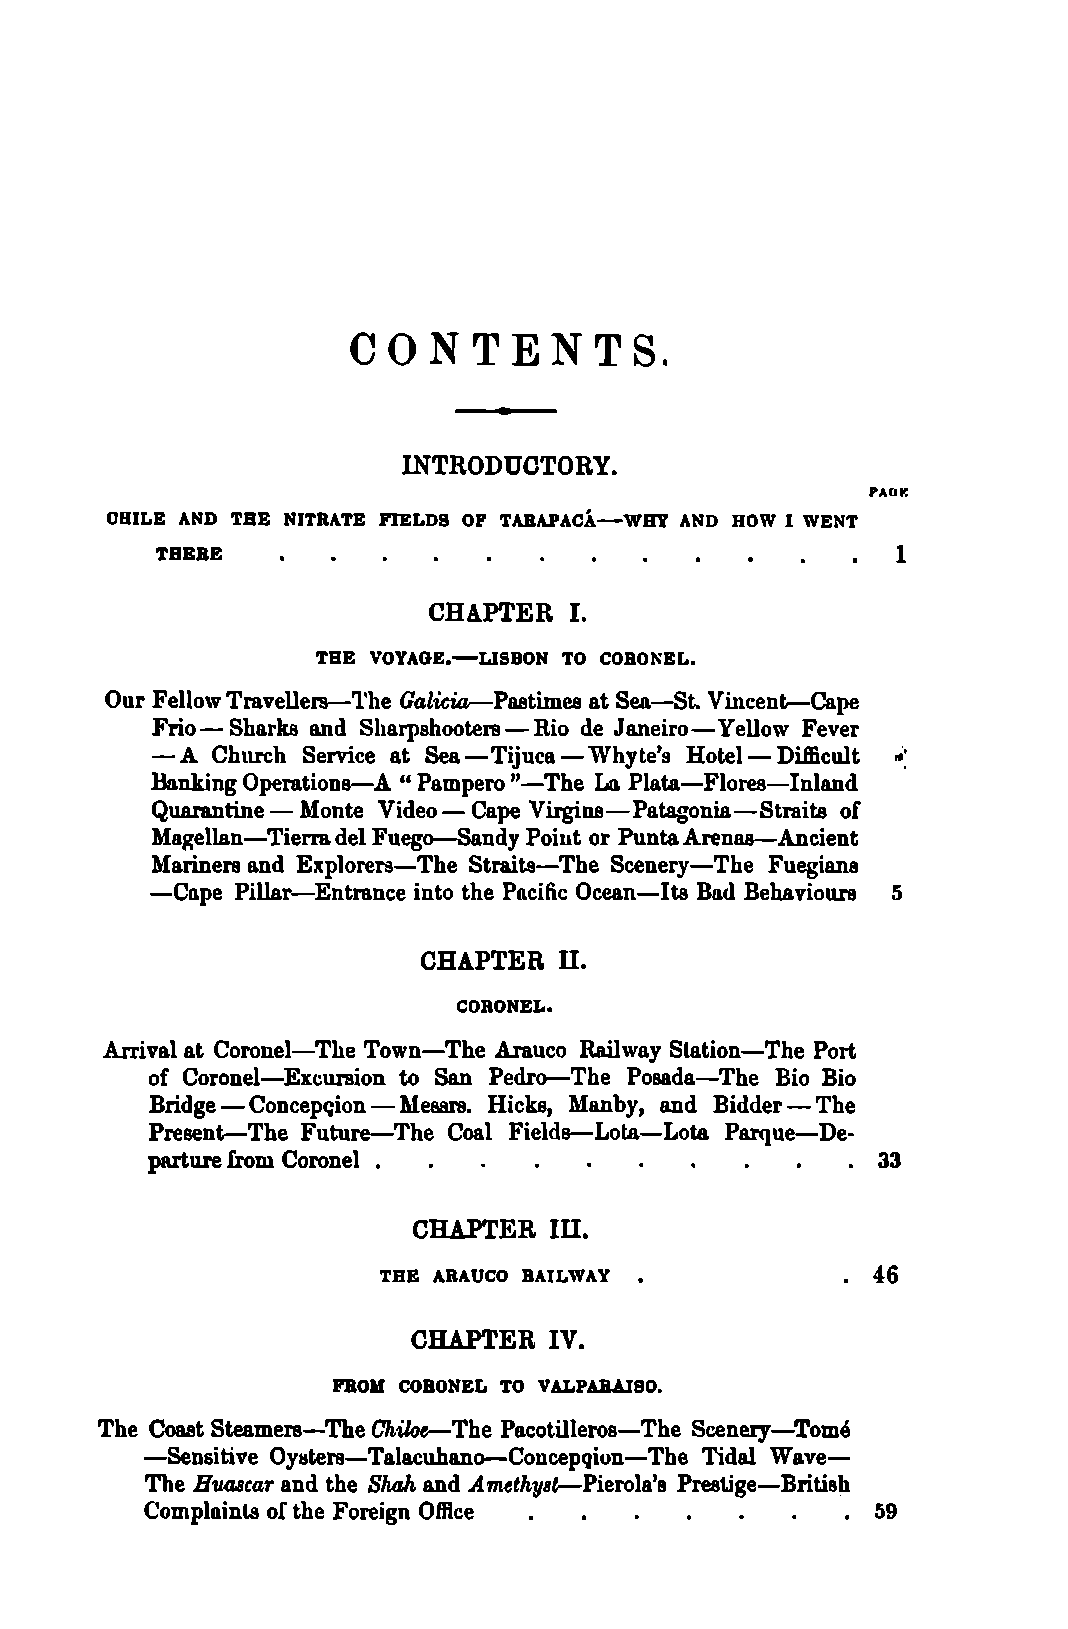 CONTENTS.
INTRODUCTORY.
PAGE
CHILE AND THE NITRATE FIELDS OF TARAPACÁ—WHY AND HOW I WENT
THERE . . . . . . . . . . . . 1
CHAPTER I.
THE VOYAGE.—LISBON TO CORONEL.
Our Fellow Travellers—The Galicia—Pastimes at Sea—St. Vincent—Cape
Frio—Sharks and Sharpshooters—Rio de Janeiro—Yellow Fever
—A Church Service at Sea—Tijuca—Whyte's Hotel—Difficult
Banking Operations—A "Pampero"—The La Plata—Flores—Inland
Quarantine—Monte Video—Cape Virgins—Patagonia—Straits of
Magellan—Tierra del Fuego—Sandy Point or Punta Arenas—Ancient
Mariners and Explorers—The Straits—The Scenery—The Fuegians
—Cape Pillar—Entrance into the Pacific Ocean—Its Bad Behaviours 5
CHAPTER II.
CORONEL.
Arrival at Coronel—The Town—The Arauco Railway Station—The Port
of Coronel—Excursion to San Pedro—The Posada—The Bio Bio
Bridge—Concepçion—Messrs. Hicks, Manby, and Bidder—The
Present—The Future—The Coal Fields—Lota—Lota Parque—De-
parture from Coronel . . . . . . . . . . 33
CHAPTER III.
THE ARAUCO RAILWAY . . 46
CHAPTER IV.
FROM CORONEL TO VALPARAISO.
The Coast Steamers—The Chiloe—The Pacotilleros—The Scenery—Tomé
—Sensitive Oysters—Talacuhano—Concepçion—The Tidal Wave—
The Huascar and the Shah and Amethyst—Pierola's Prestige—British
Complaints of the Foreign Office . . . . . . . 59